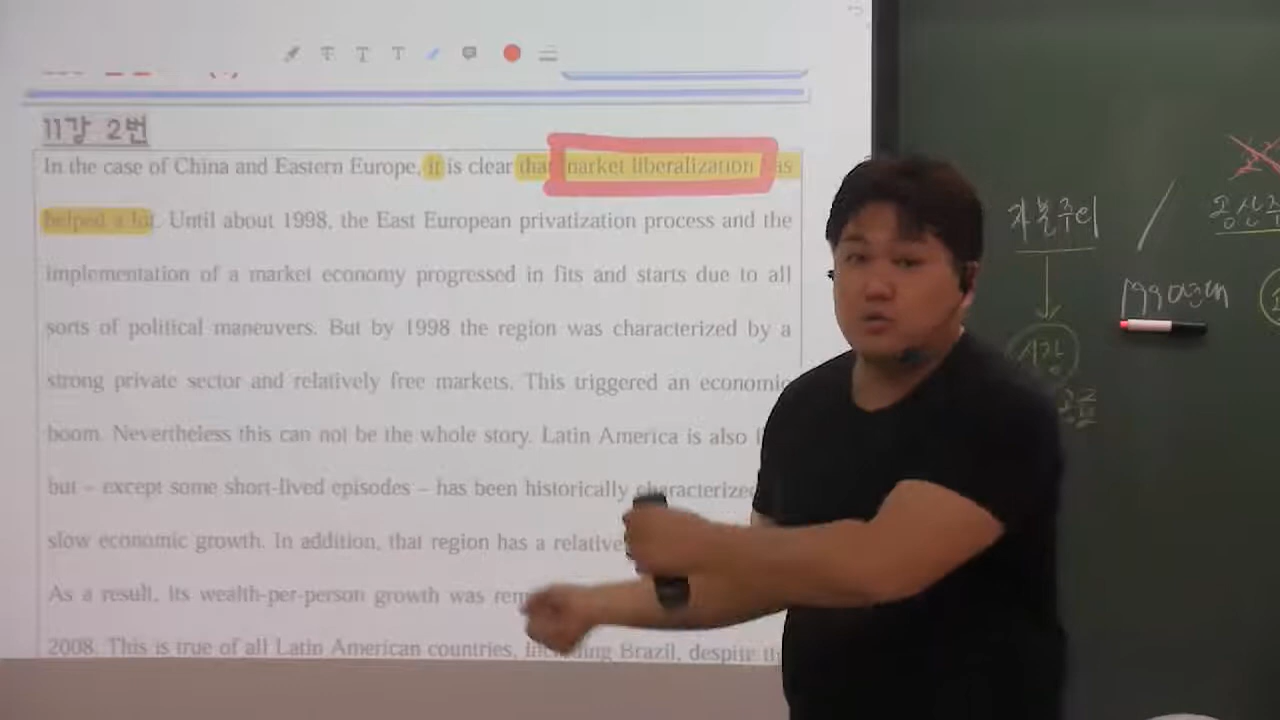 11강 2번
In the case of China and Eastern Europe, it is clear that market liberalization has
helped a lot. Until about 1998, the East European privatization process and the
implementation of a market economy progressed in fits and starts due to all
sorts of political maneuvers. But by 1998 the region was characterized by a
strong private sector and relatively free markets. This triggered an economic
boom. Nevertheless this can not be the whole story. Latin America is also
but – except some short-lived episodes – has been historically characterized
slow economic growth. In addition, that region has a relative
As a result, its wealth-per-person growth was
2008. This is true of all Latin American countries, including Brazil, despite
자본주의 / 공산주
1990년대
시장